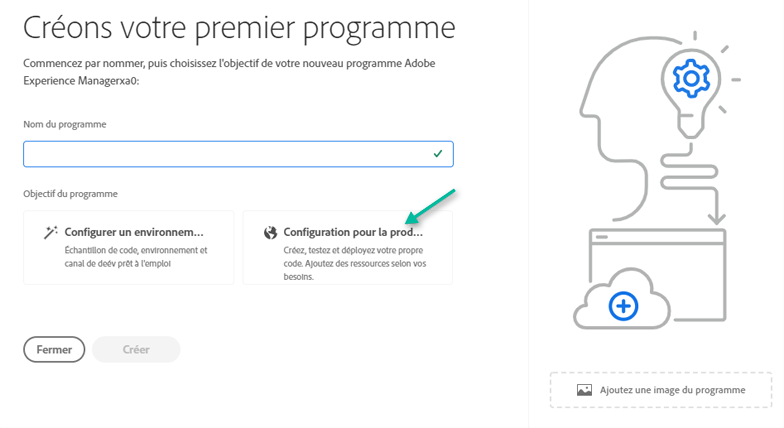 Créons votre premier programme
Commencez par nommer, puis choisissez l'objectif de votre nouveau programme Adobe
Experience Managerxa0:
Nom du programme
Objectif du programme
Configurer un environnem...
Échantillon de code, environnement et
canal de deév prêt à l'emploi
Configuration pour la prod...
Créez, testez et déployez votre propre
code. Ajoutez des ressources selon vos
besoins.
Fermer
Créer
Ajoutez une image du programme